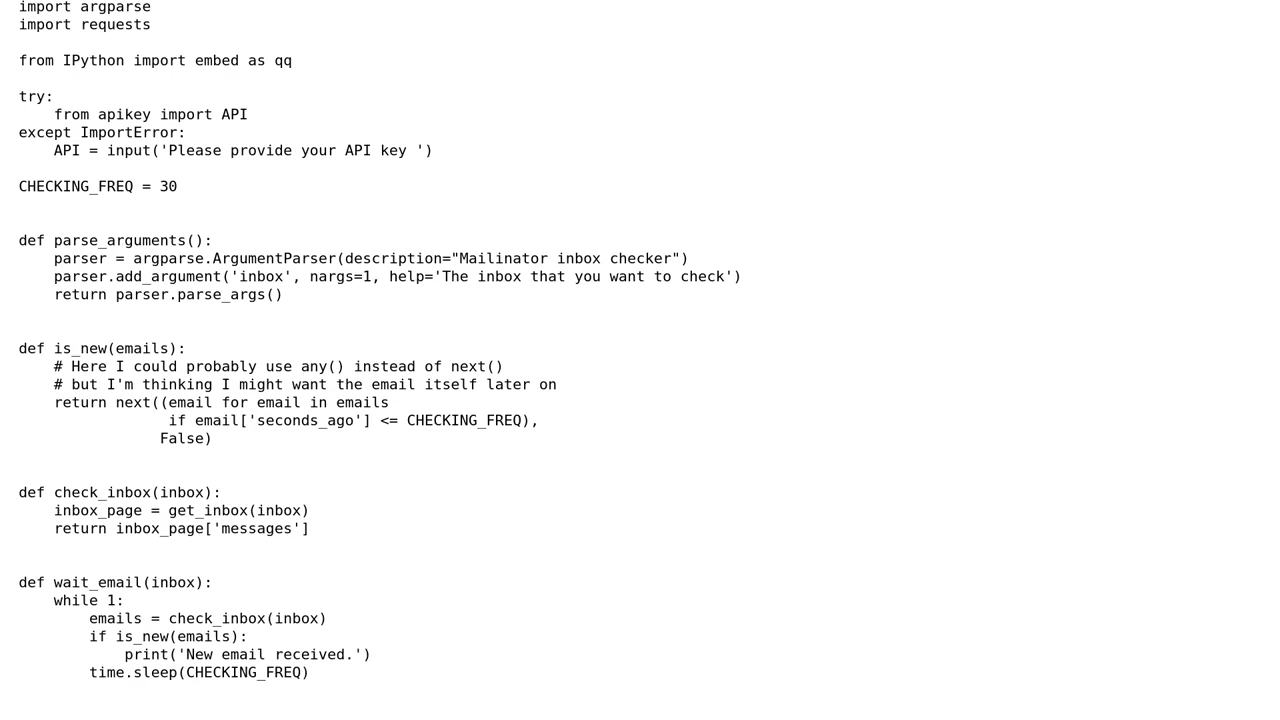 import argparse
import requests

from IPython import embed as qq

try:
    from apikey import API
except ImportError:
    API = input('Please provide your API key ')

CHECKING_FREQ = 30


def parse_arguments():
    parser = argparse.ArgumentParser(description="Mailinator inbox checker")
    parser.add_argument('inbox', nargs=1, help='The inbox that you want to check')
    return parser.parse_args()


def is_new(emails):
    # Here I could probably use any() instead of next()
    # but I'm thinking I might want the email itself later on
    return next((email for email in emails
                 if email['seconds_ago'] <= CHECKING_FREQ),
                False)


def check_inbox(inbox):
    inbox_page = get_inbox(inbox)
    return inbox_page['messages']


def wait_email(inbox):
    while 1:
        emails = check_inbox(inbox)
        if is_new(emails):
            print('New email received.')
        time.sleep(CHECKING_FREQ)